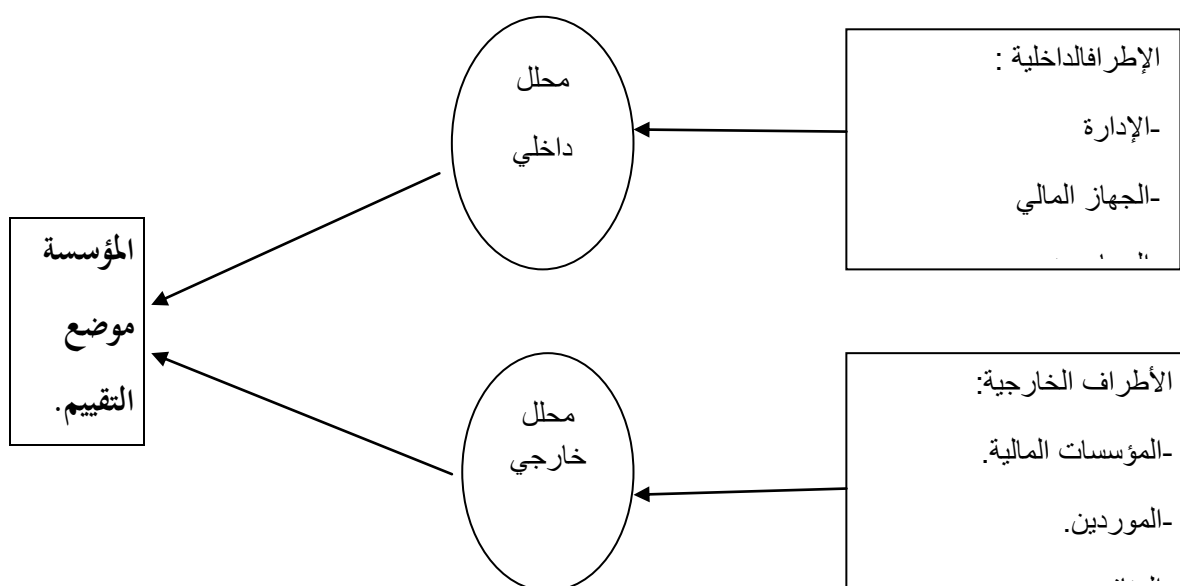 الإطرافالداخلية :
-الإدارة
-الجهاز المالي
محلل
داخلي
المؤسسة
موضع
التقييم.
الأطراف الخارجية:
-المؤسسات المالية.
-الموردين.
محلل
خارجي